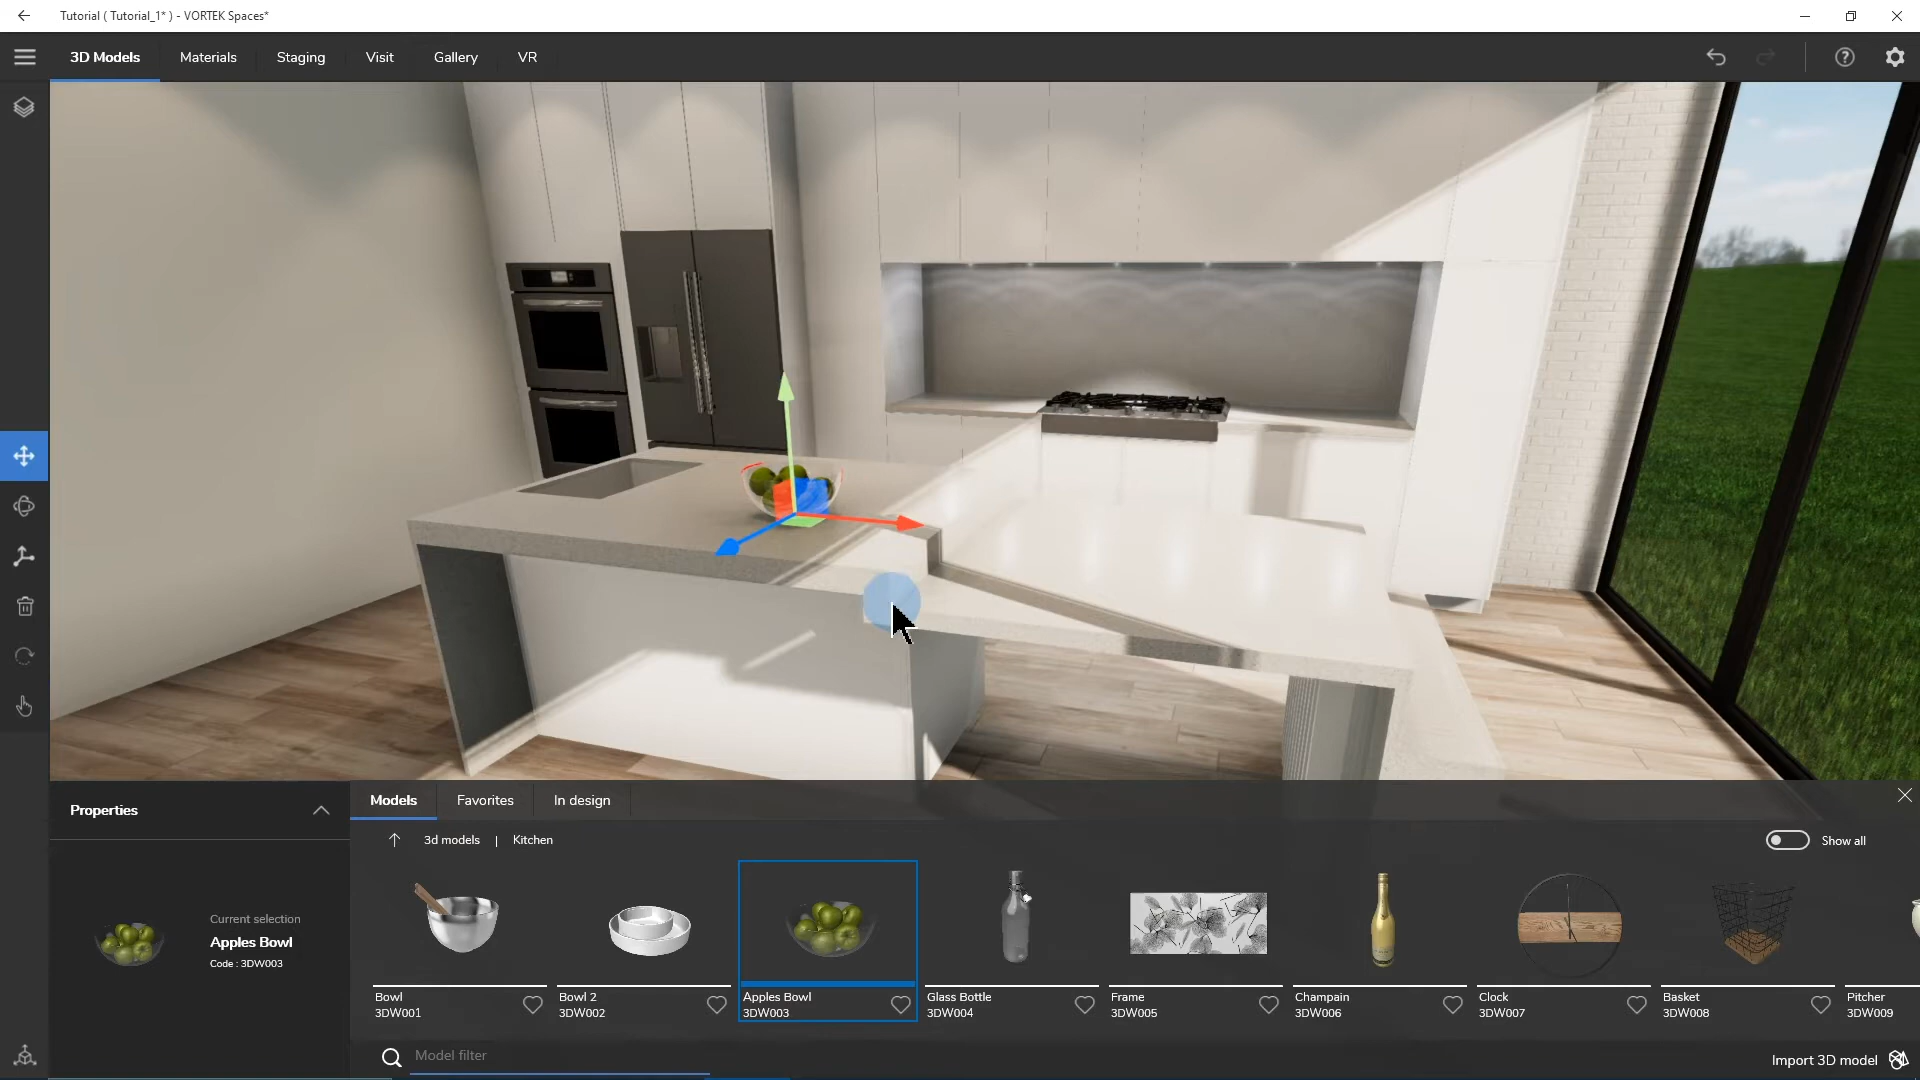 Tutorial ( Tutorial_1* ) - VORTEK Spaces*
3D Models
Materials
Staging
Visit
Gallery
VR
Properties
Current selection
Apples Bowl
Code : 3DW003
Models
Favorites
In design
3d models | Kitchen
Show all
Bowl
3DW001
Bowl 2
3DW002
Apples Bowl
3DW003
Glass Bottle
3DW004
Frame
3DW005
Champain
3DW006
Clock
3DW007
Basket
3DW008
Pitcher
3DW009
Model filter
Import 3D model